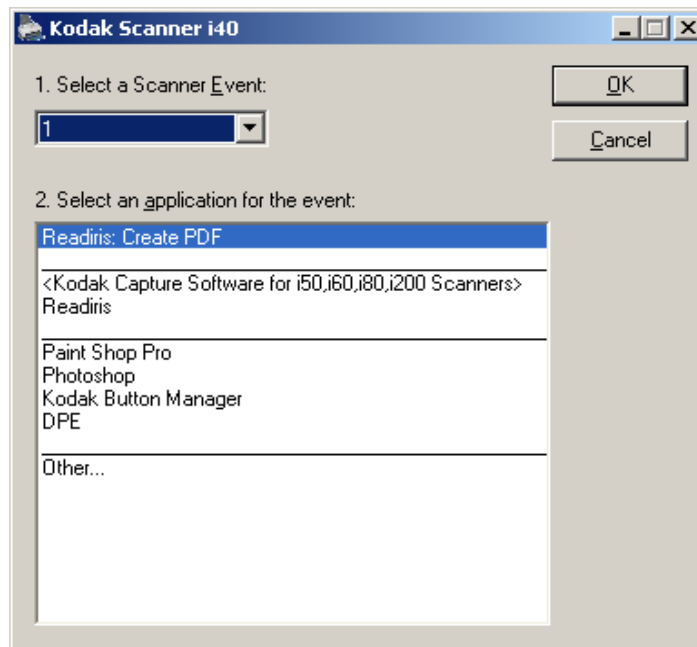 Kodak Scanner i40
1. Select a Scanner Event:
OK
1
Cancel
2. Select an application for the event:
Readiris: Create PDF
<Kodak Capture Software for i50,i60,i80,i200 Scanners>
Readiris
Paint Shop Pro
Photoshop
Kodak Button Manager
DPE
Other...